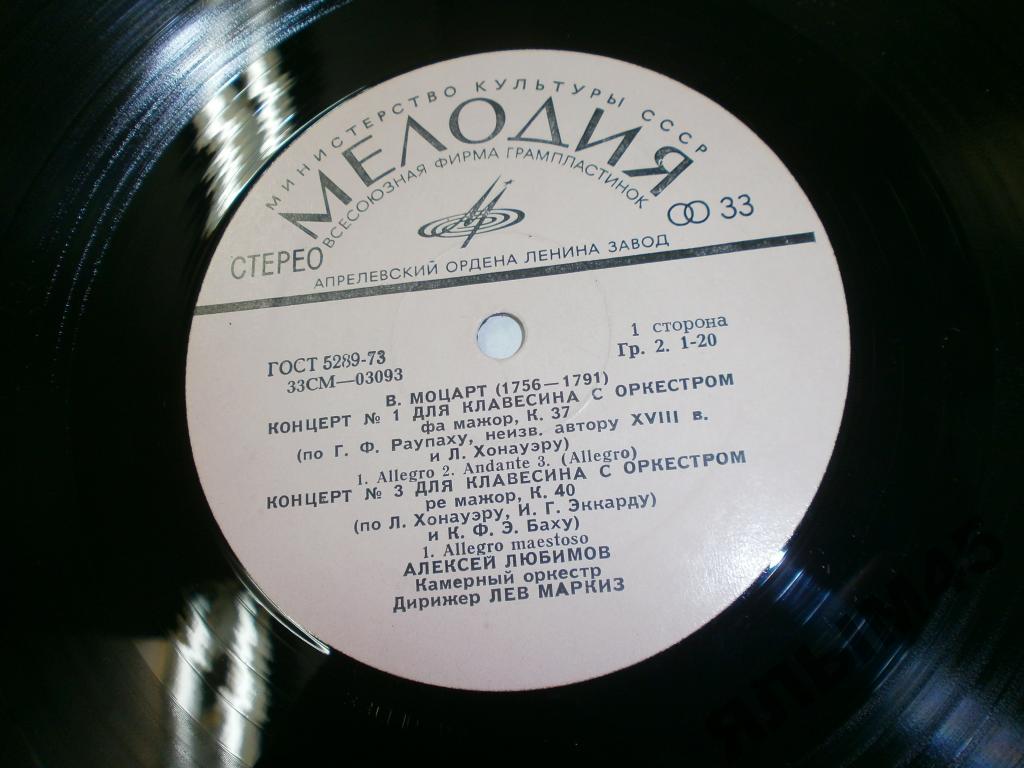 МИНИСТЕРСТВО КУЛЬТУРЫ СССР
МЕЛОДИЯ
ВСЕСОЮЗНАЯ ФИРМА ГРАМПЛАСТИНОК
СТЕРЕО
33
АПРЕЛЕВСКИЙ ОРДЕНА ЛЕНИНА ЗАВОД
ГОСТ 5289-73
33СМ—03093
1 сторона
Гр. 2. 1-20
В. МОЦАРТ (1756—1791)
КОНЦЕРТ № 1 ДЛЯ КЛАВЕСИНА С ОРКЕСТРОМ
фа мажор, К. 37
(по Г. Ф. Раупаху, неизв. автору XVIII в.
и Л. Хонауэру)
1. Allegro 2. Andante 3. (Allegro)
КОНЦЕРТ № 3 ДЛЯ КЛАВЕСИНА С ОРКЕСТРОМ
ре мажор, К. 40
(по Л. Хонауэру, И. Г. Эккарду)
и К. Ф. Э. Баху)
1. Allegro maestoso
АЛЕКСЕЙ ЛЮБИМОВ
Камерный оркестр
Дирижер ЛЕВ МАРКИЗ